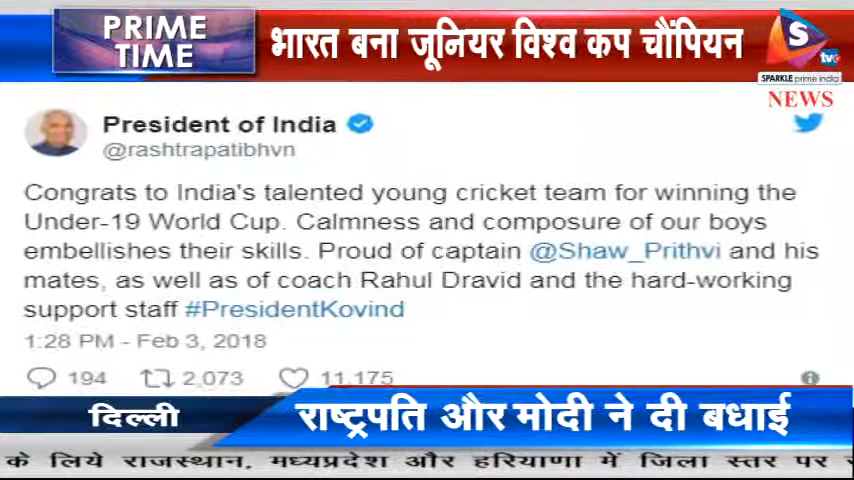 PRIME
TIME
भारत बना जूनियर विश्व कप चौंपियन
S
tv
SPARKLE prime india
NEWS
President of India
@rashtrapatibhvn
Congrats to India's talented young cricket team for winning the
Under-19 World Cup. Calmness and composure of our boys
embellishes their skills. Proud of captain @Shaw_Prithvi and his
mates, as well as of coach Rahul Dravid and the hard-working
support staff #PresidentKovind
1:28 PM - Feb 3, 2018
194 2,073 11,175
दिल्ली
राष्ट्रपति और मोदी ने दी बधाई
के लिये राजस्थान, मध्यप्रदेश और हरियाणा में जिला स्तर पर